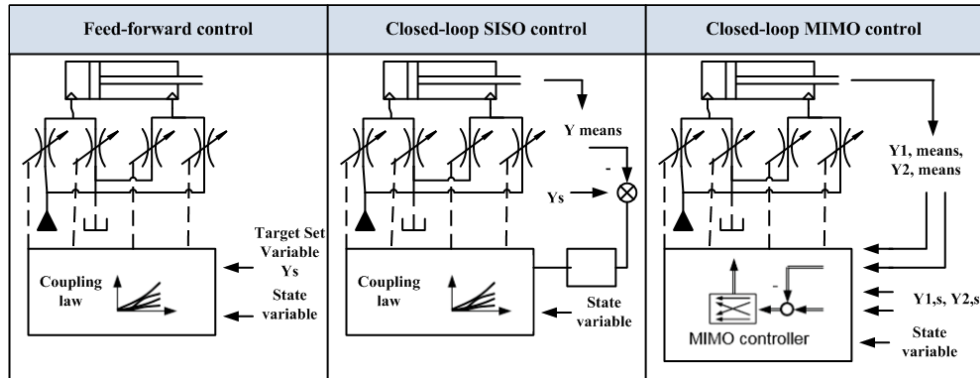 Feed-forward control
Closed-loop SISO control
Closed-loop MIMO control
Target Set
Variable
Ys
Coupling
law
State
variable
Y means
-
Ys
Coupling
law
State
variable
Y1, means,
Y2, means
Y1,s, Y2,s
-
MIMO controller
State
variable